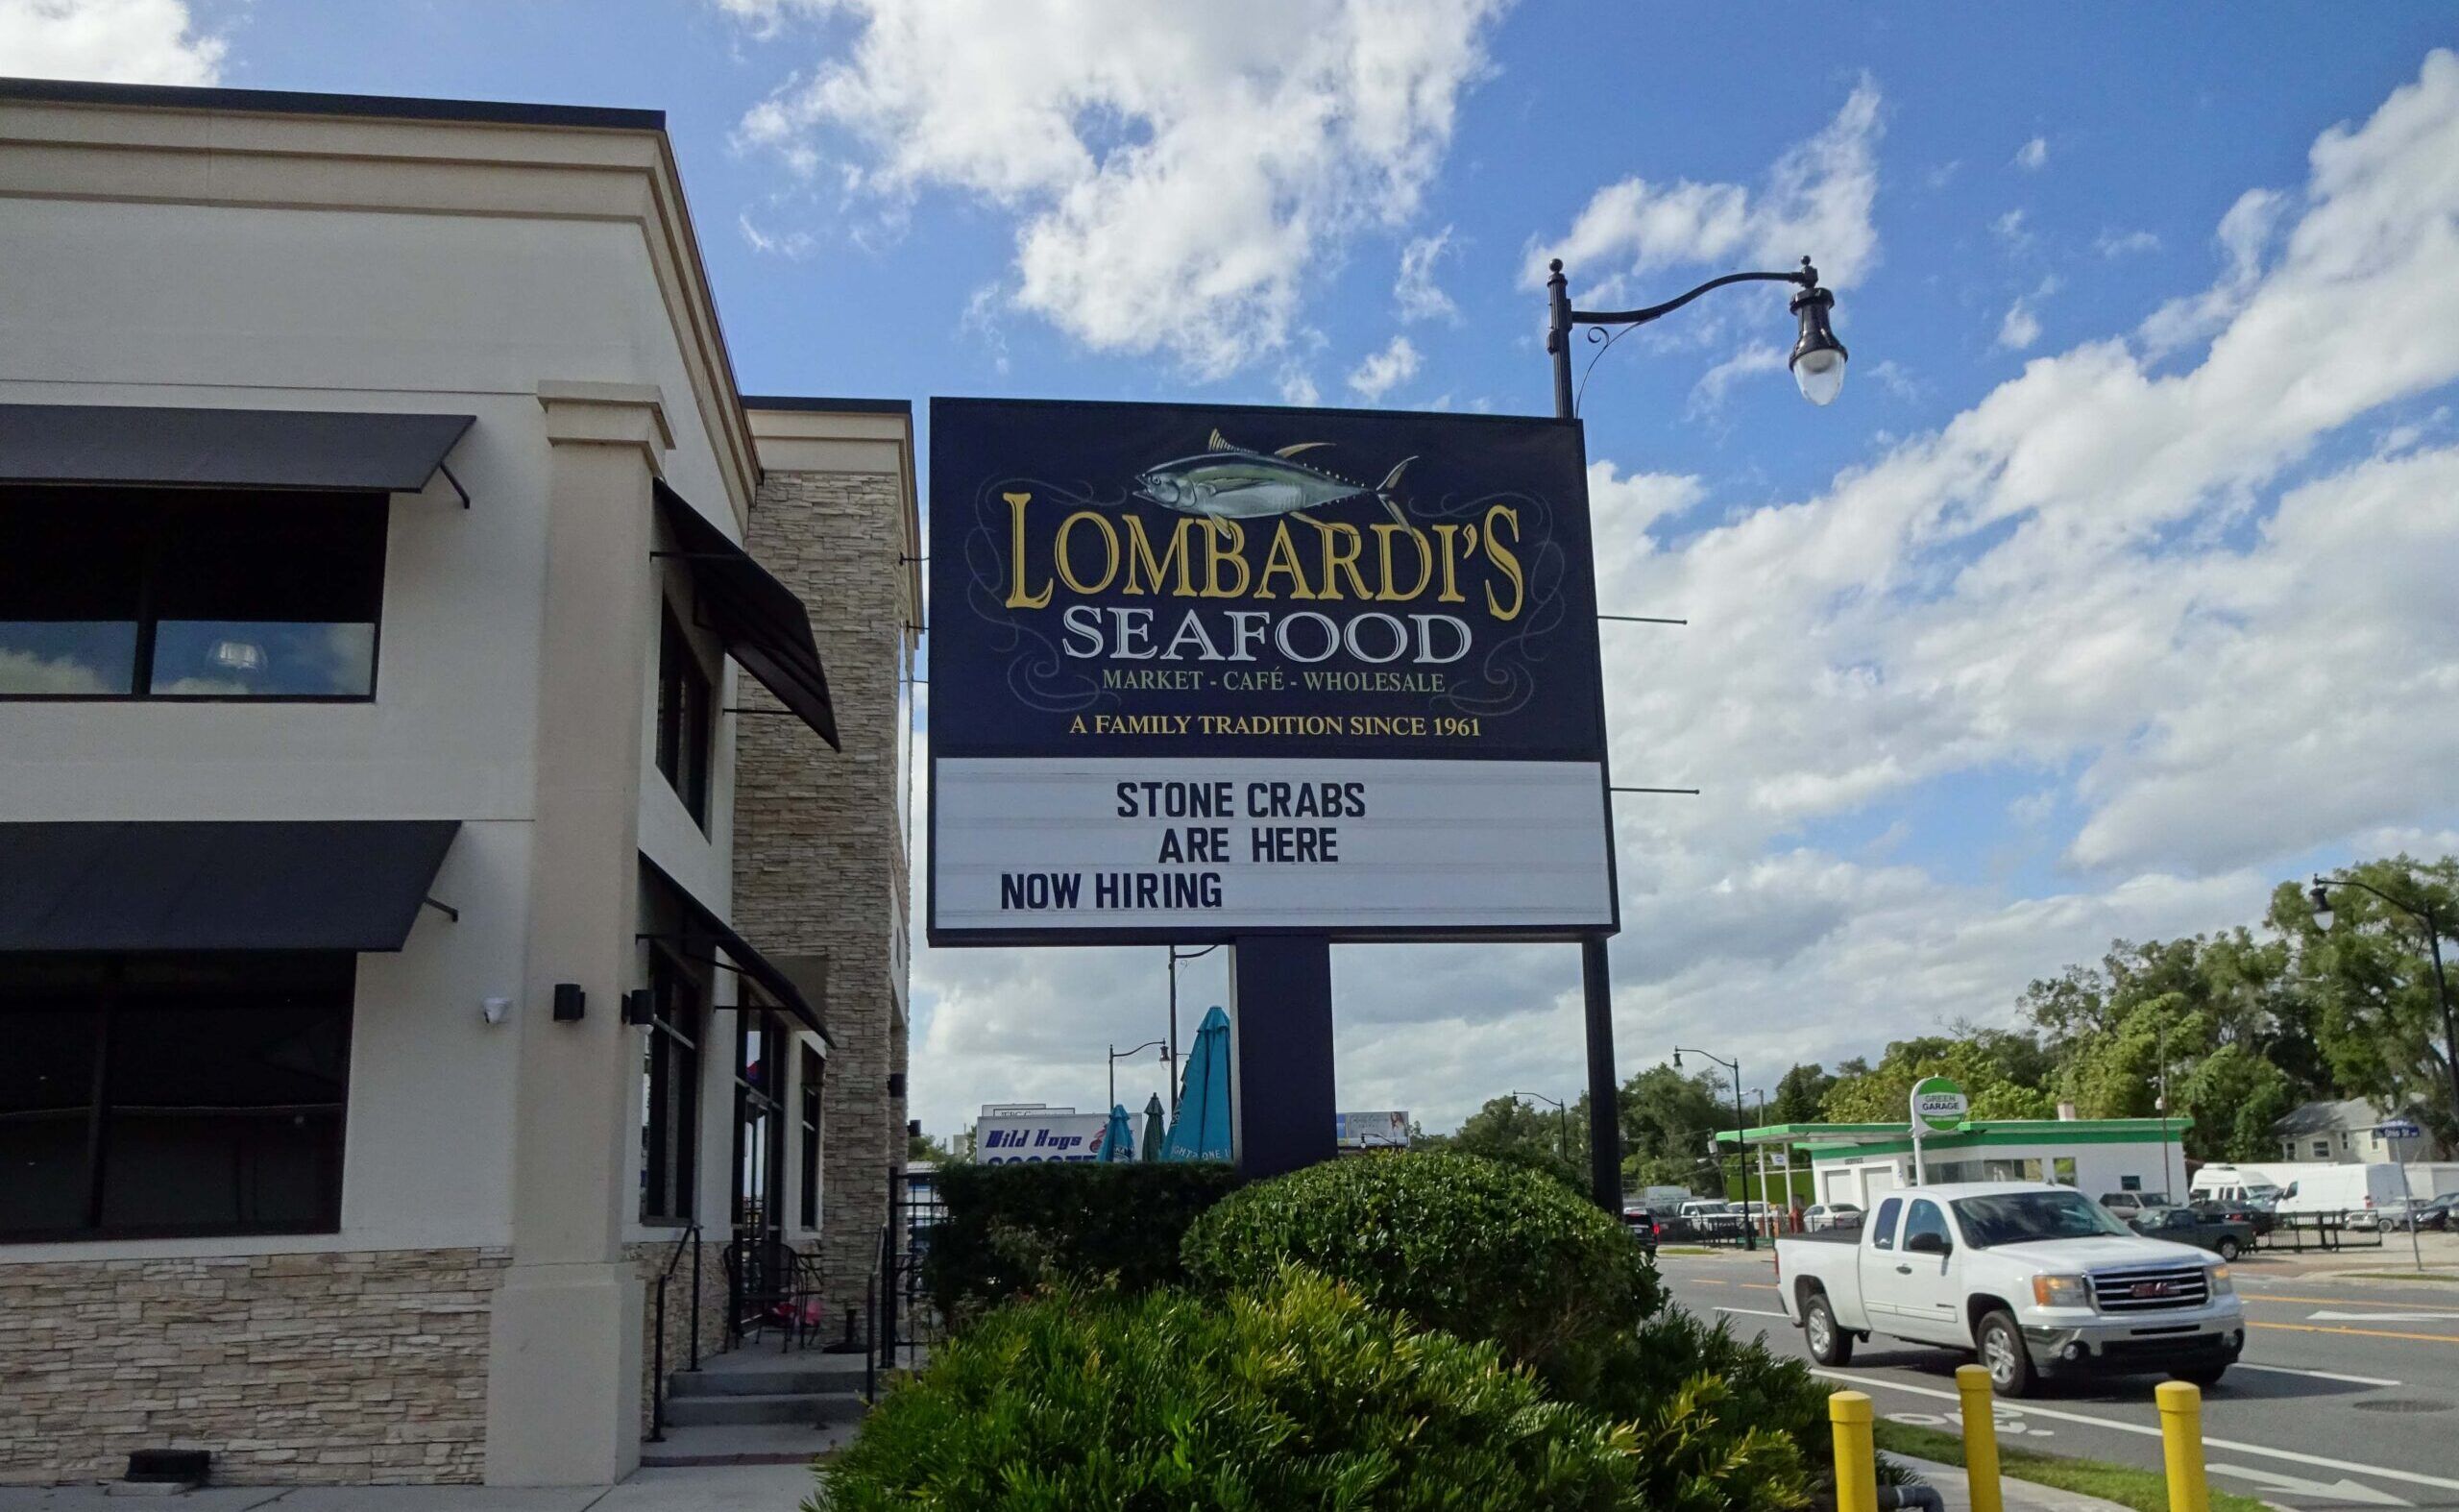 LOMBARDI'S
SEAFOOD
MARKET - CAFÉ - WHOLESALE
A FAMILY TRADITION SINCE 1961
STONE CRABS
ARE HERE
NOW HIRING
Wild Hogs
GREEN
GARAGE
GMC